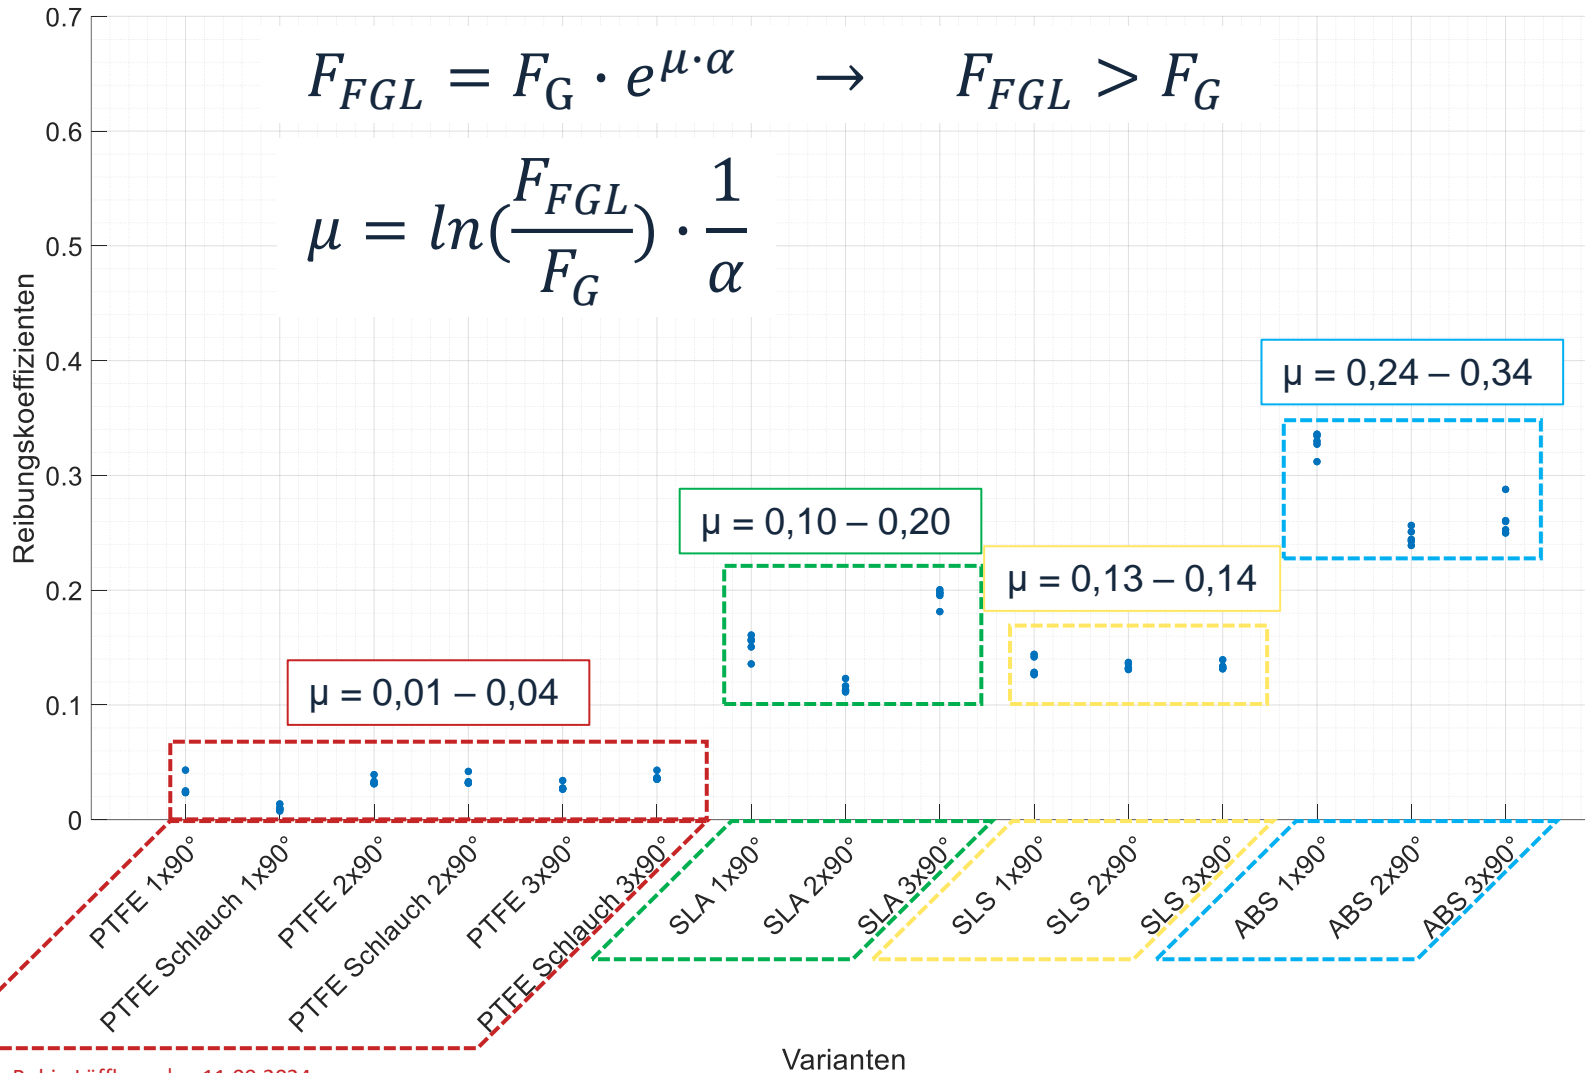 0.7
F_FGL = F_G · e^(μ·α) → F_FGL > F_G
0.6
μ = ln(F_FGL/F_G) · 1/α
0.5
0.4
0.3
0.2
0.1
0
Reibungskoeffizienten
μ = 0,24 – 0,34
μ = 0,10 – 0,20
μ = 0,13 – 0,14
μ = 0,01 – 0,04
PTFE 1x90°
PTFE Schlauch 1x90°
PTFE 2x90°
PTFE Schlauch 2x90°
PTFE 3x90°
PTFE Schlauch 3x90°
SLA 1x90°
SLA 2x90°
SLA 3x90°
SLS 1x90°
SLS 2x90°
SLS 3x90°
ABS 1x90°
ABS 2x90°
ABS 3x90°
Varianten